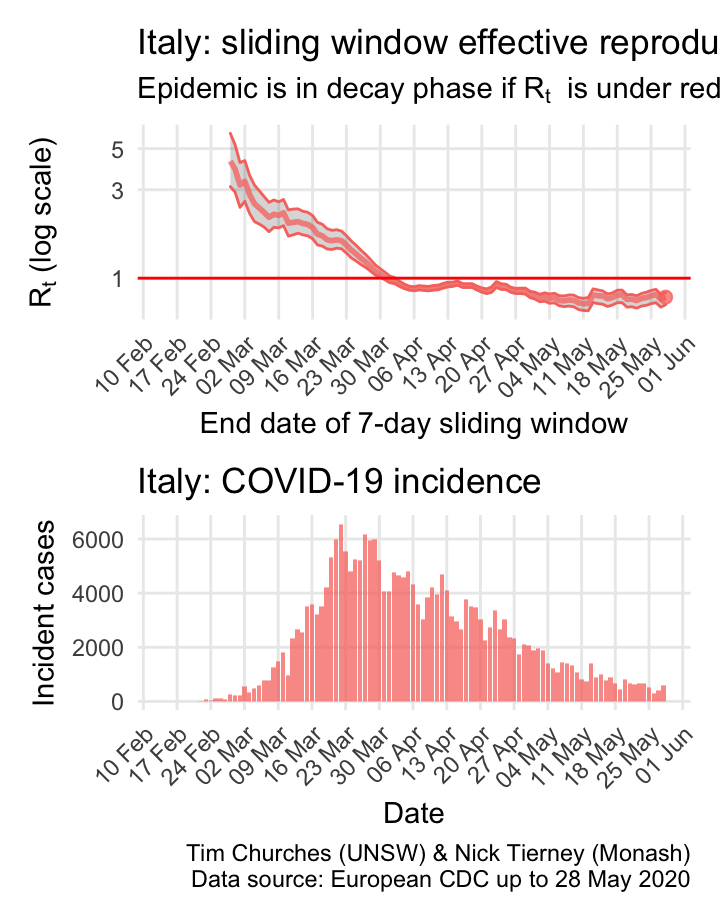 Italy: sliding window effective reprodu
Epidemic is in decay phase if Rt is under red
Rt (log scale)
5
3
1
10 Feb
17 Feb
24 Feb
02 Mar
09 Mar
16 Mar
23 Mar
30 Mar
06 Apr
13 Apr
20 Apr
27 Apr
04 May
11 May
18 May
25 May
01 Jun
End date of 7-day sliding window
Italy: COVID-19 incidence
Incident cases
6000
4000
2000
0
10 Feb
17 Feb
24 Feb
02 Mar
09 Mar
16 Mar
23 Mar
30 Mar
06 Apr
13 Apr
20 Apr
27 Apr
04 May
11 May
18 May
25 May
01 Jun
Date
Tim Churches (UNSW) & Nick Tierney (Monash)
Data source: European CDC up to 28 May 2020